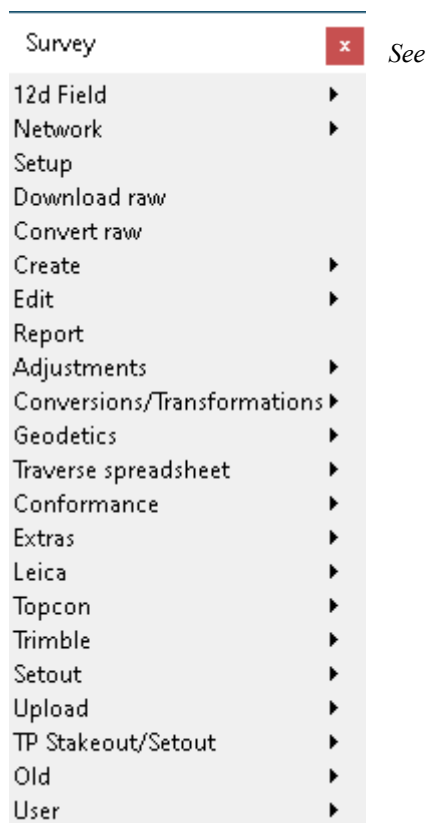 Survey x
See
12d Field
Network
Setup
Download raw
Convert raw
Create
Edit
Report
Adjustments
Conversions/Transformations
Geodetics
Traverse spreadsheet
Conformance
Extras
Leica
Topcon
Trimble
Setout
Upload
TP Stakeout/Setout
Old
User